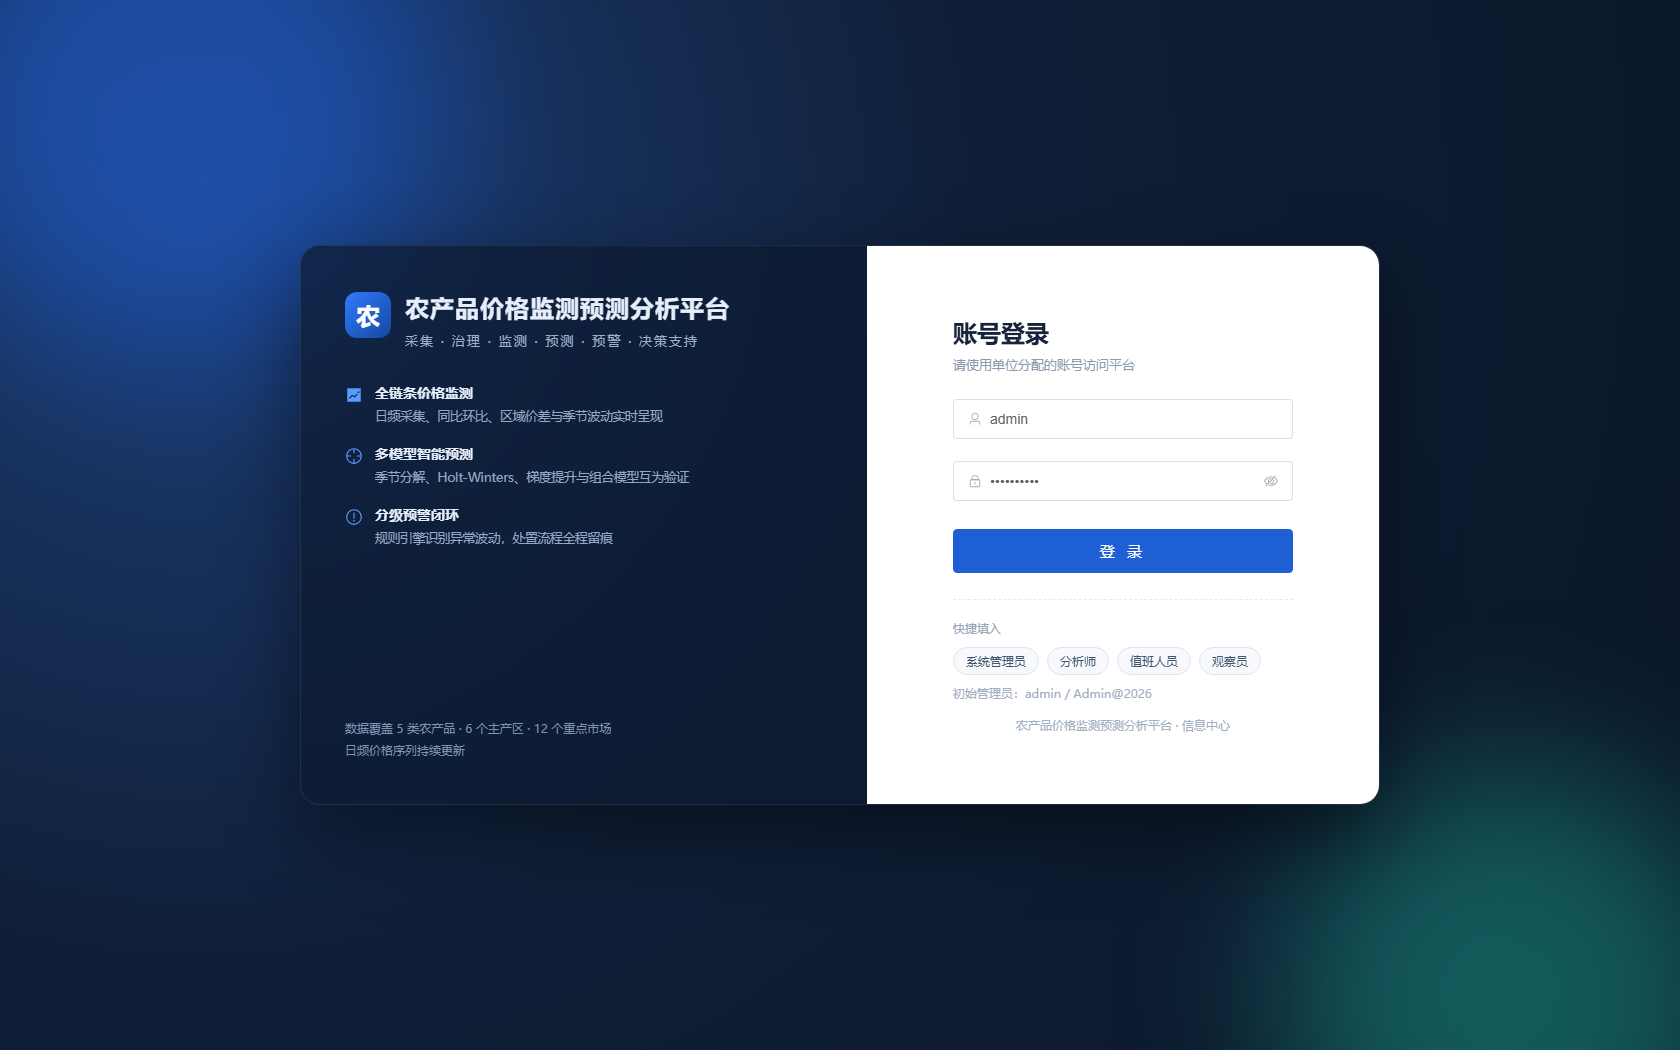 农
农产品价格监测预测分析平台
采集 · 治理 · 监测 · 预测 · 预警 · 决策支持
全链条价格监测
日频采集、同比环比、区域价差与季节波动实时呈现
多模型智能预测
季节分解、Holt-Winters、梯度提升与组合模型互为验证
分级预警闭环
规则引擎识别异常波动，处置流程全程留痕
数据覆盖 5 类农产品 · 6 个主产区 · 12 个重点市场
日频价格序列持续更新
账号登录
请使用单位分配的账号访问平台
admin
••••••••••
登 录
快捷填入
系统管理员 分析师 值班人员 观察员
初始管理员：admin / Admin@2026
农产品价格监测预测分析平台 · 信息中心